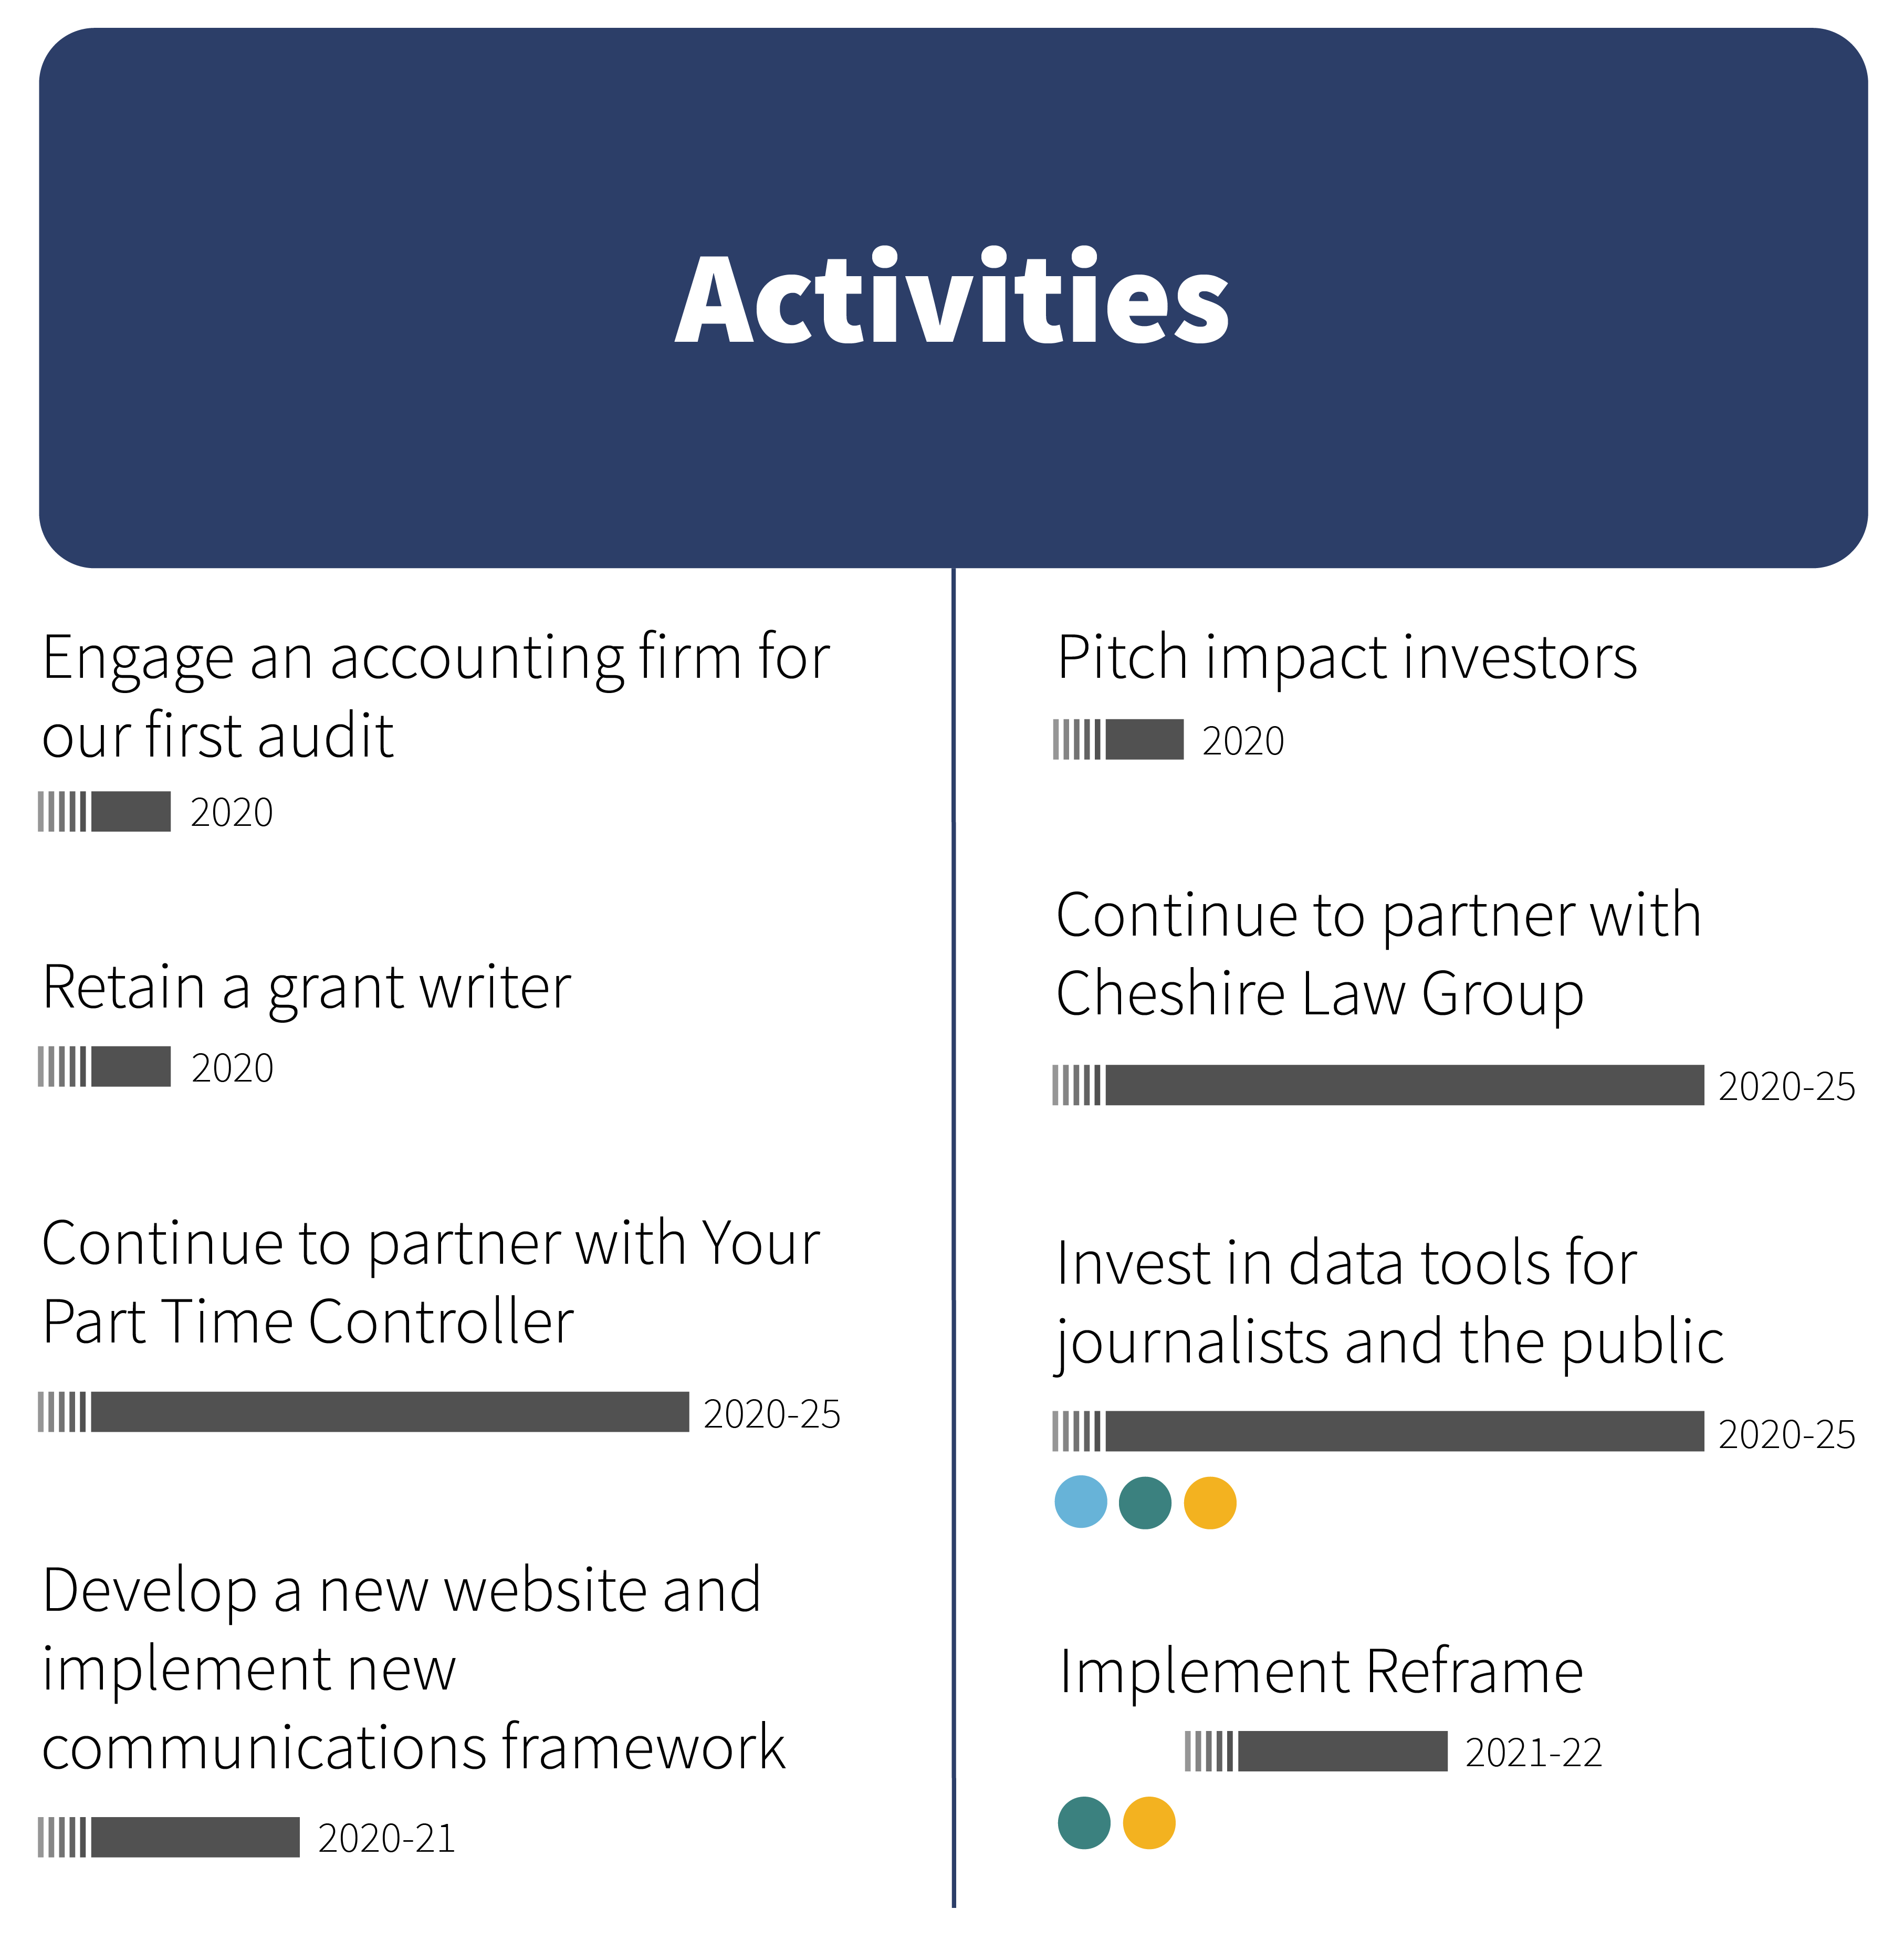 Activities
Engage an accounting firm for
our first audit
2020
Retain a grant writer
2020
Continue to partner with Your
Part Time Controller
2020-25
Develop a new website and
implement new
communications framework
2020-21
Pitch impact investors
2020
Continue to partner with
Cheshire Law Group
2020-25
Invest in data tools for
journalists and the public
2020-25
Implement Reframe
2021-22